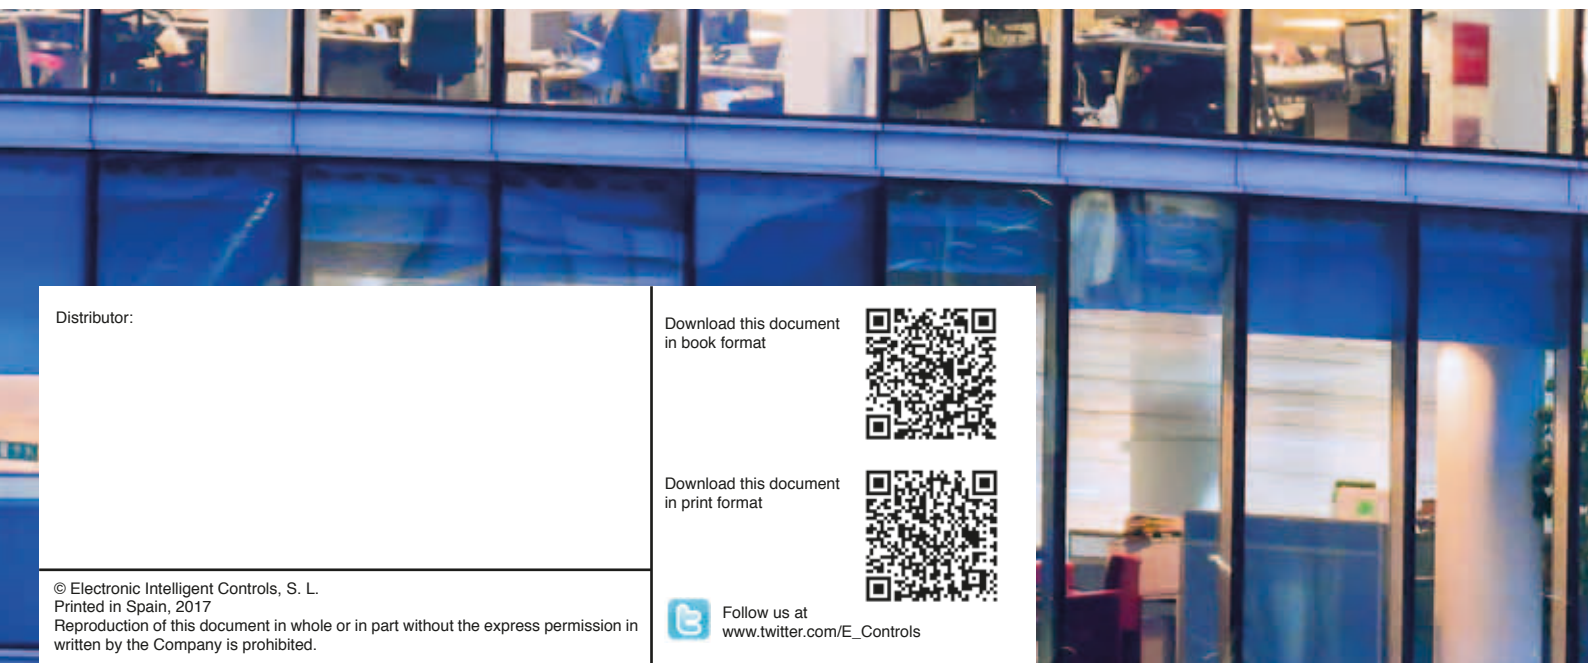 Distributor:
Download this document
in book format
Download this document
in print format
© Electronic Intelligent Controls, S. L.
Printed in Spain, 2017
Reproduction of this document in whole or in part without the express permission in
written by the Company is prohibited.
Follow us at
www.twitter.com/E_Controls